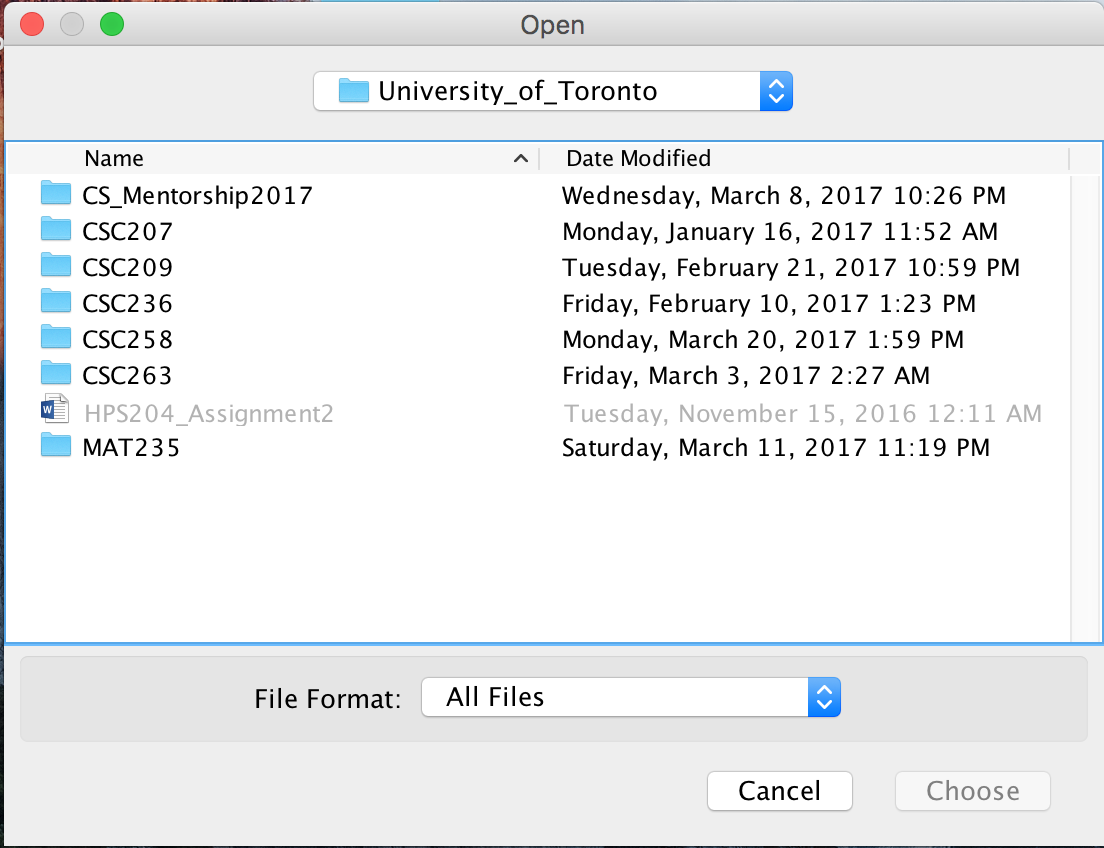 Open
University_of_Toronto
Name Date Modified
CS_Mentorship2017 Wednesday, March 8, 2017 10:26 PM
CSC207 Monday, January 16, 2017 11:52 AM
CSC209 Tuesday, February 21, 2017 10:59 PM
CSC236 Friday, February 10, 2017 1:23 PM
CSC258 Monday, March 20, 2017 1:59 PM
CSC263 Friday, March 3, 2017 2:27 AM
W HPS204_Assignment2 Tuesday, November 15, 2016 12:11 AM
MAT235 Saturday, March 11, 2017 11:19 PM
File Format: All Files
Cancel Choose